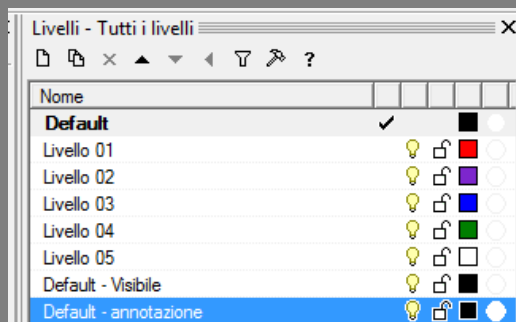 Livelli - Tutti i livelli
Nome
Default
Livello 01
Livello 02
Livello 03
Livello 04
Livello 05
Default - Visibile
Default - annotazione